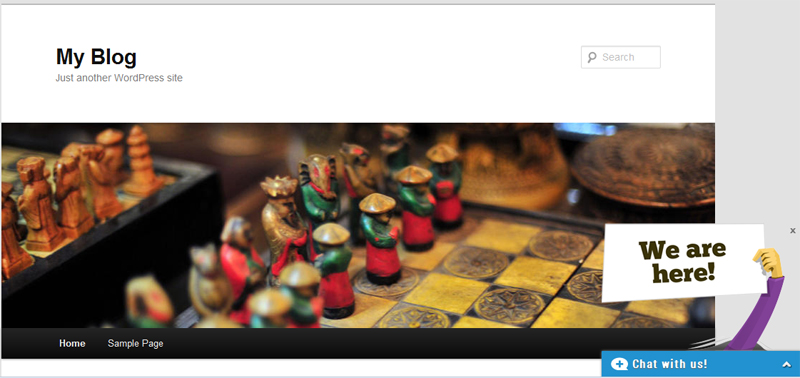 My Blog
Just another WordPress site
Search
x
We are
here!
Home
Sample Page
Chat with us!